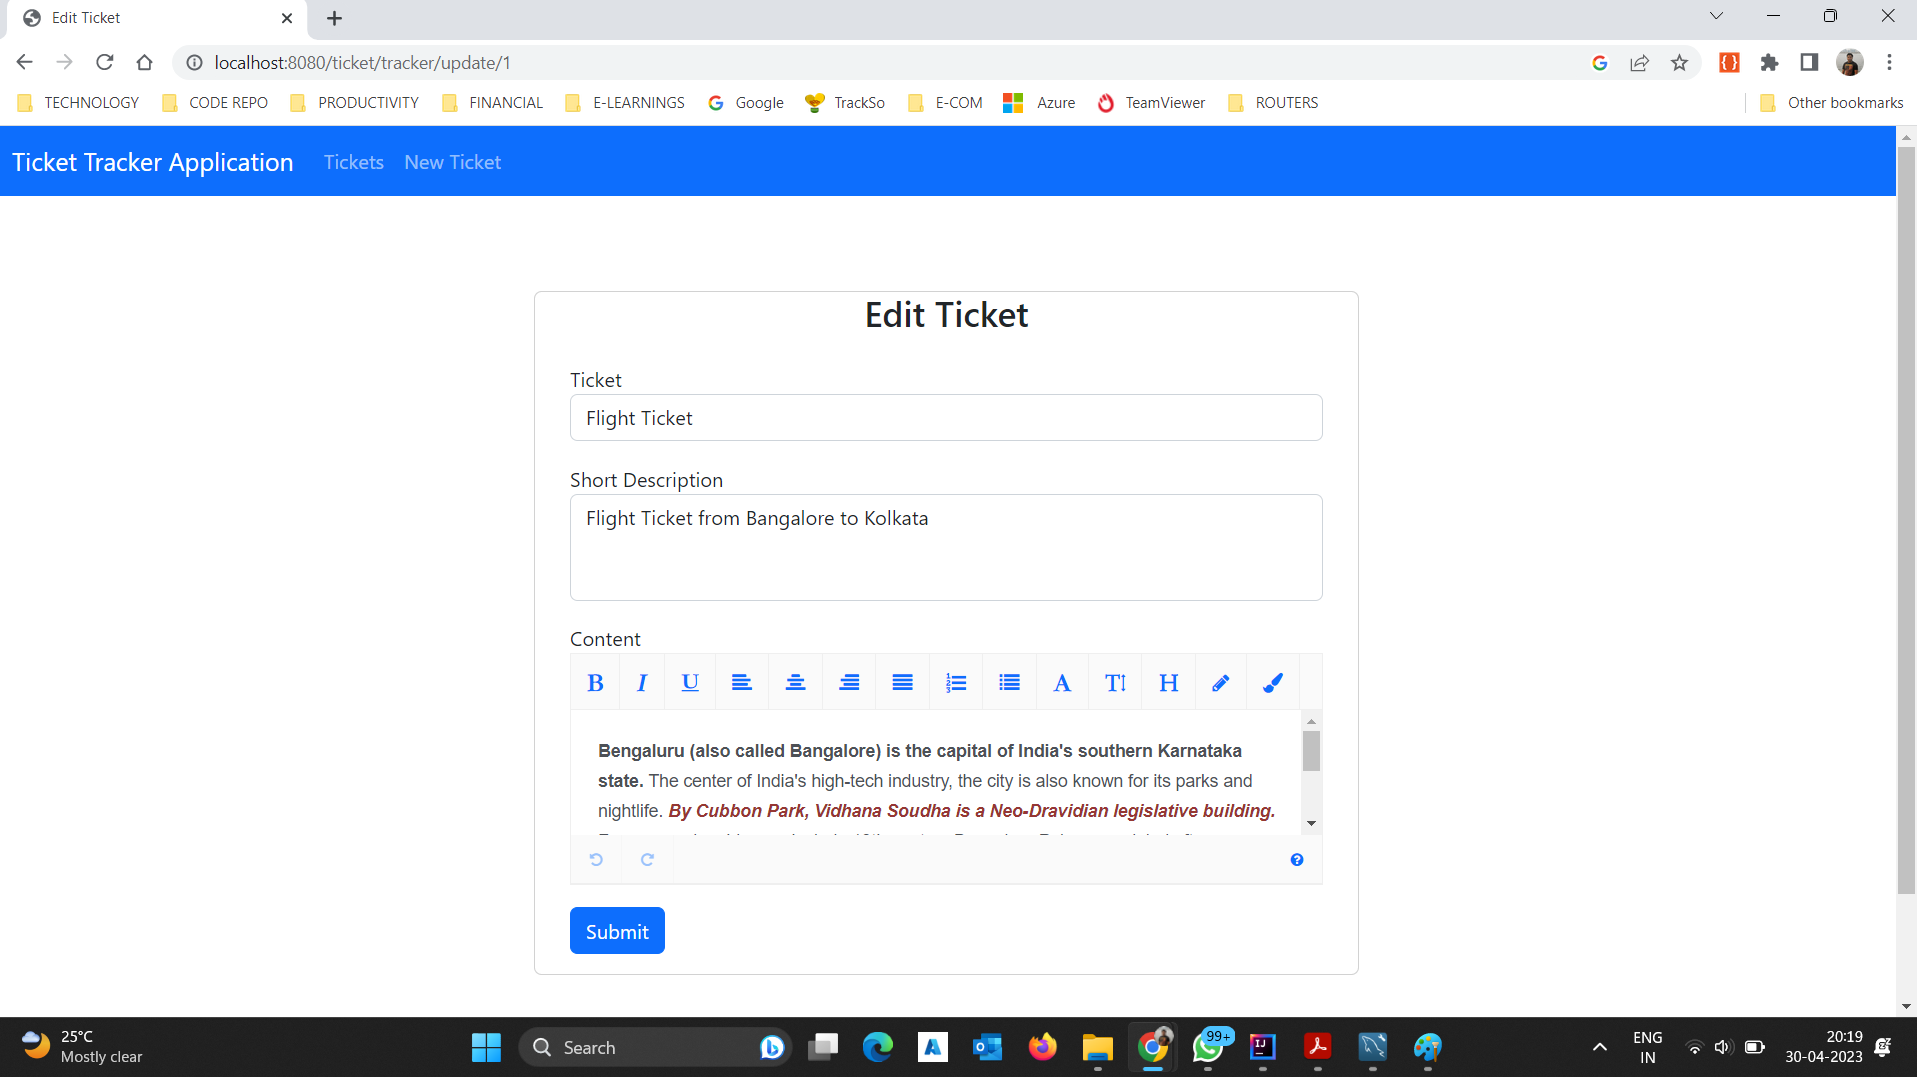 Edit Ticket
localhost:8080/ticket/tracker/update/1
TECHNOLOGY CODE REPO PRODUCTIVITY FINANCIAL E-LEARNINGS Google TrackSo E-COM Azure TeamViewer ROUTERS Other bookmarks
Ticket Tracker Application Tickets New Ticket
Edit Ticket
Ticket
Flight Ticket
Short Description
Flight Ticket from Bangalore to Kolkata
Content
Bengaluru (also called Bangalore) is the capital of India's southern Karnataka
state. The center of India's high-tech industry, the city is also known for its parks and
nightlife. By Cubbon Park, Vidhana Soudha is a Neo-Dravidian legislative building.
Submit
25°C
Mostly clear
Search
99+
ENG
IN
20:19
30-04-2023